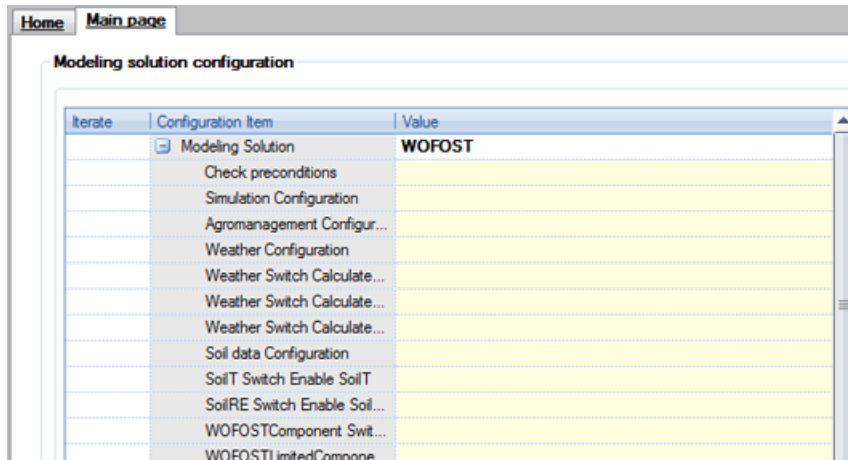 Home Main page
Modeling solution configuration
Iterate Configuration Item Value
Modeling Solution WOFOST
Check preconditions
Simulation Configuration
Agromanagement Configur...
Weather Configuration
Weather Switch Calculate...
Weather Switch Calculate...
Weather Switch Calculate...
Soil data Configuration
SoilT Switch Enable SoilT
SoilRE Switch Enable Soil...
WOFOSTComponent Swit...
WOFOSTLimitedCompone